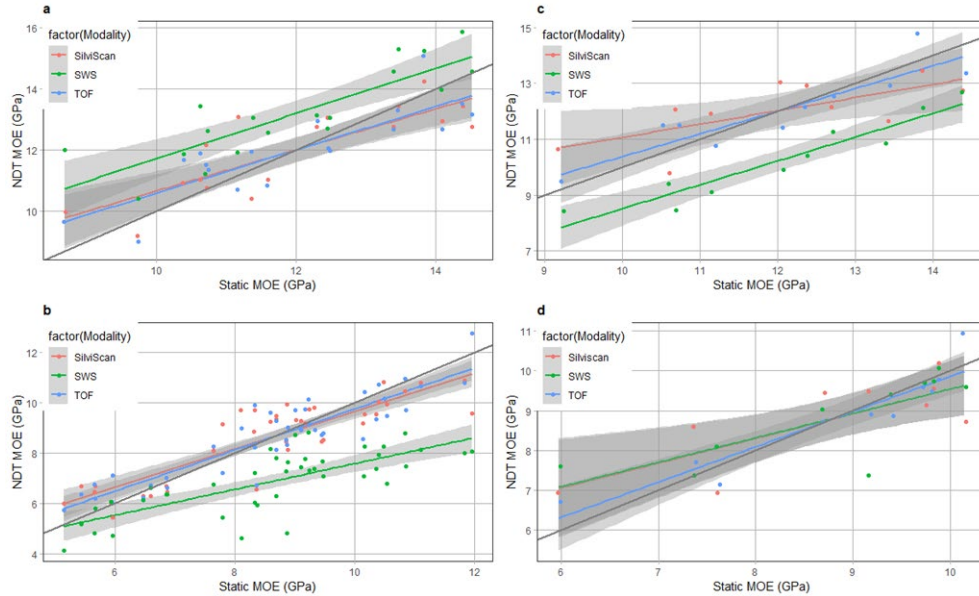 a
factor(Modality)
SilviScan
SWS
TOF
16
14
12
10
NDT MOE (GPa)
10
12
14
Static MOE (GPa)
c
factor(Modality)
SilviScan
SWS
TOF
15
13
11
9
7
NDT MOE (GPa)
9
10
11
12
13
14
Static MOE (GPa)
b
factor(Modality)
SilviScan
SWS
TOF
12
10
8
6
4
NDT MOE (GPa)
6
8
10
12
Static MOE (GPa)
d
factor(Modality)
Silviscan
SWS
TOF
11
10
9
8
7
6
NDT MOE (GPa)
6
7
8
9
10
Static MOE (GPa)